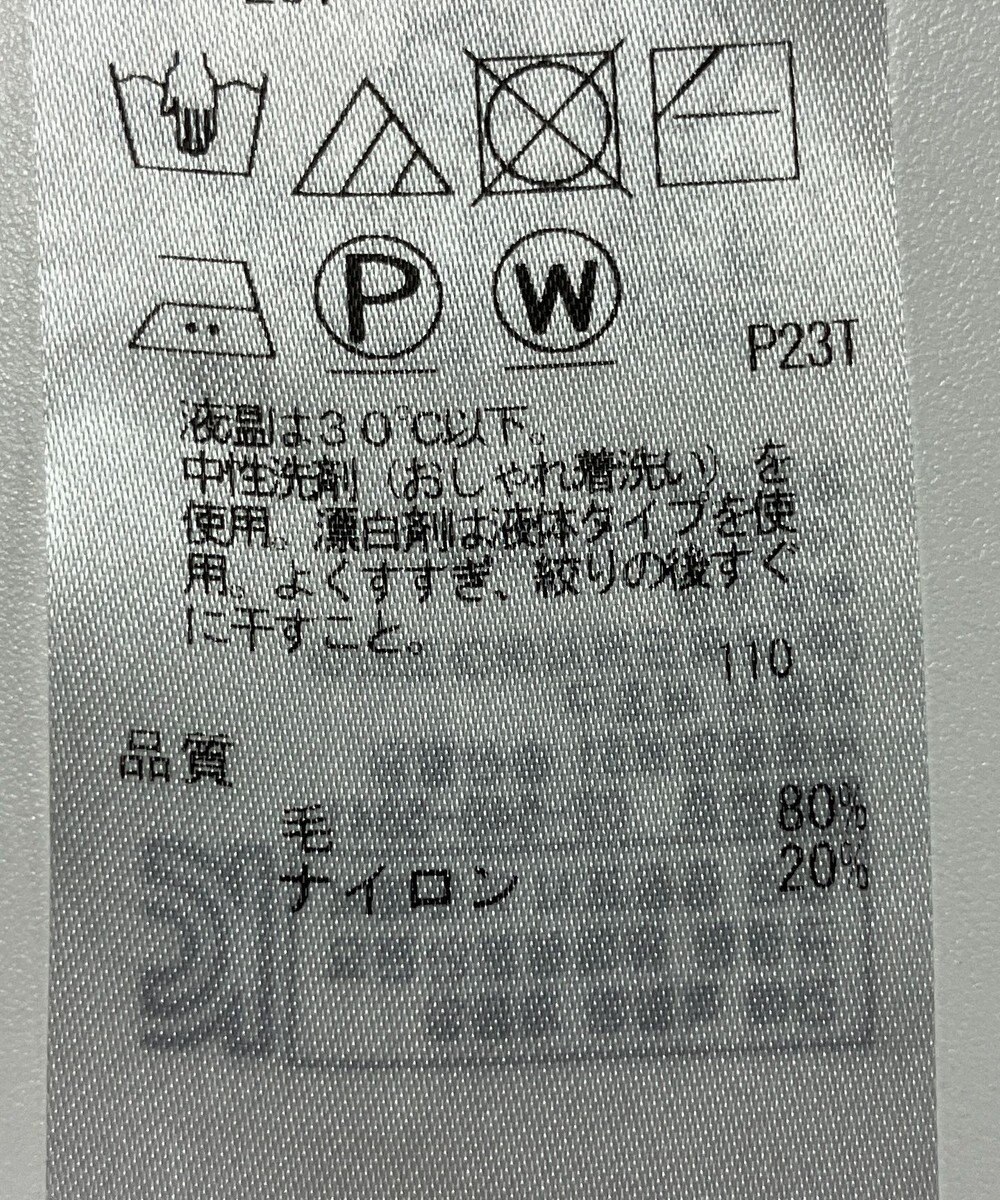 P
W
P23T
液温は30℃以下。
中性洗剤（おしゃれ着洗い）を
使用。漂白剤は液体タイプを使
用。よくすすぎ、絞りの後すぐ
に干すこと。
110
品質
毛 80%
ナイロン 20%